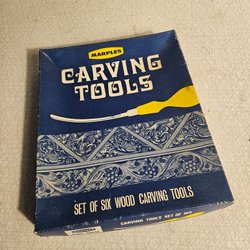 MARPLES
CARVING
TOOLS
SET OF SIX WOOD CARVING TOOLS
CARVING TOOLS SET OF SIX